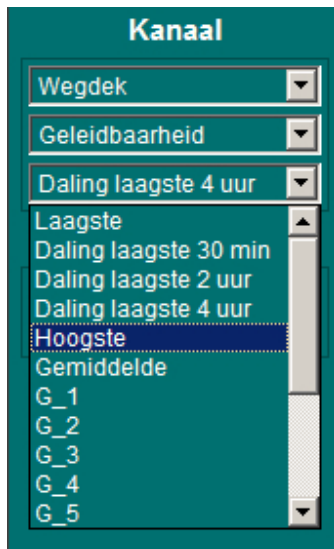 Kanaal
Wegdek
Geleidbaarheid
Daling laagste 4 uur
Laagste
Daling laagste 30 min
Daling laagste 2 uur
Daling laagste 4 uur
Hoogste
Gemiddelde
G_1
G_2
G_3
G_4
G_5